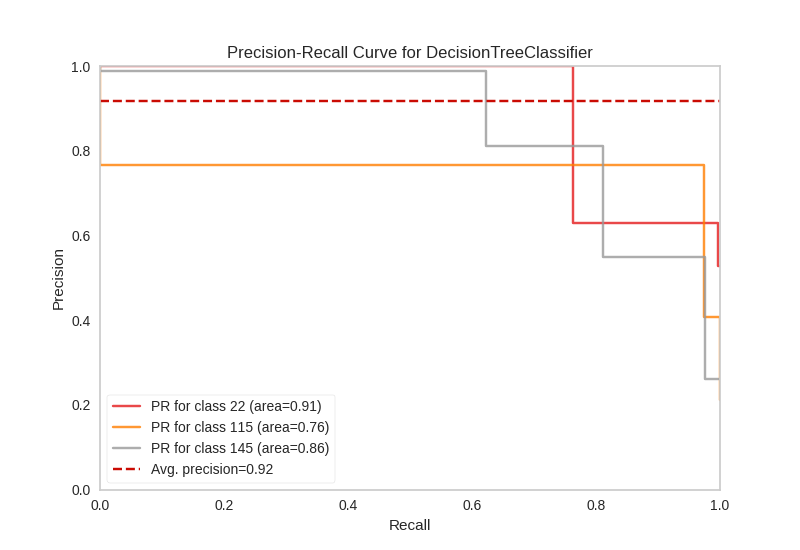 Precision-Recall Curve for DecisionTreeClassifier
1.0
0.8
0.6
0.4
0.2
0.0
Precision
PR for class 22 (area=0.91)
PR for class 115 (area=0.76)
PR for class 145 (area=0.86)
Avg. precision=0.92
0.0 0.2 0.4 0.6 0.8 1.0
Recall